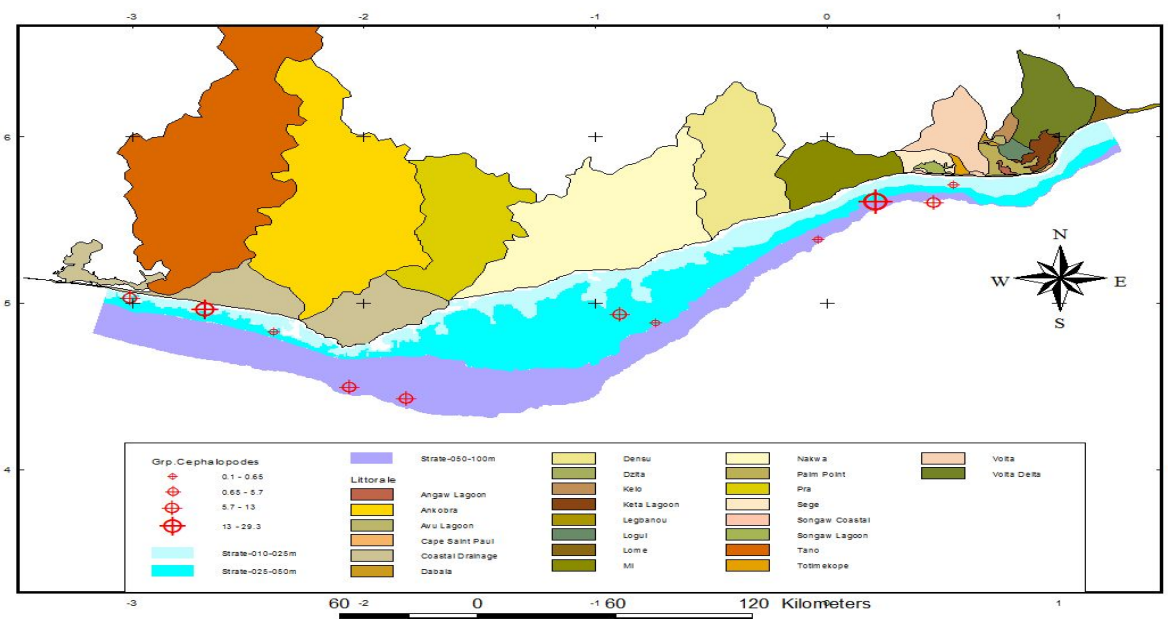 -3 -2 -1 0 1
6
5
4
N
W E
S
Grp.Cephalopodes
0.1 - 0.65
0.65 - 5.7
5.7 - 13
13 - 29.3
Strate-010-025m
Strate-025-050m
Strate-050-100m
Littorale
Angaw Lagoon
Ankobra
Avu Lagoon
Cape Saint Paul
Coastal Drainage
Dabala
Densu
Dzita
Kelo
Keta Lagoon
Legbanou
Logui
Lome
Mi
Nakwa
Palm Point
Pra
Sege
Songaw Coastal
Songaw Lagoon
Tano
Totimekope
Volta
Volta Delta
-3 -2 -1 0 1
60 0 60 120 Kilometers